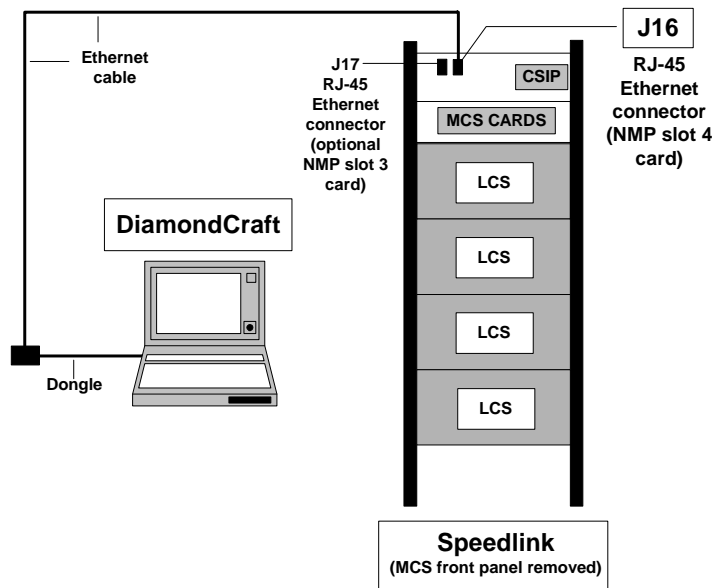 Ethernet
cable
J17
RJ-45
Ethernet
connector
(optional
NMP slot 3
card)
J16
RJ-45
Ethernet
connector
(NMP slot 4
card)
CSIP
MCS CARDS
LCS
LCS
LCS
LCS
DiamondCraft
Dongle
Speedlink
(MCS front panel removed)